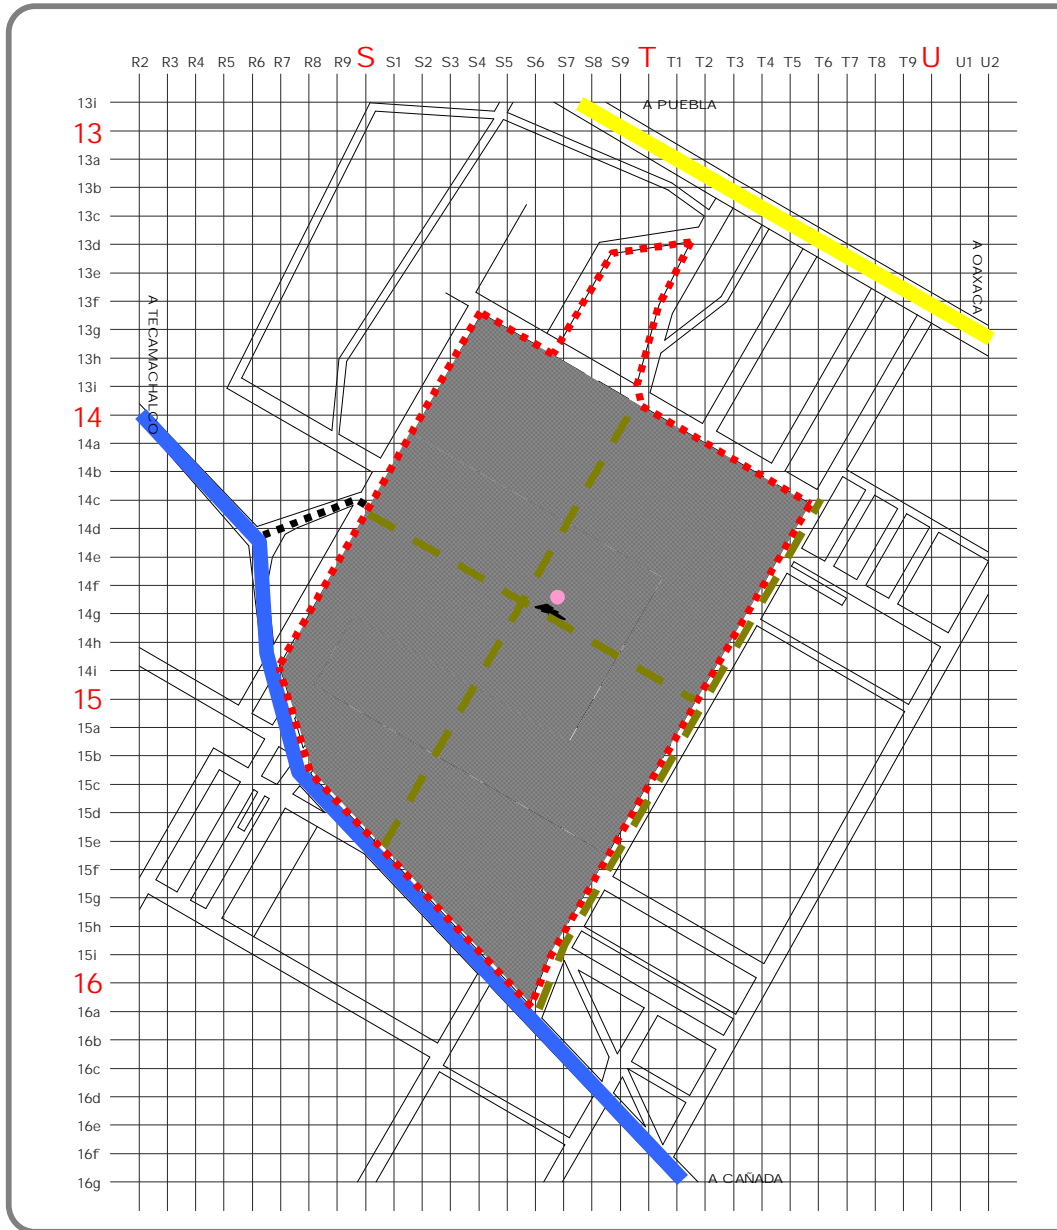 R2 R3 R4 R5 R6 R7 R8 R9 S S1 S2 S3 S4 S5 S6 S7 S8 S9 T T1 T2 T3 T4 T5 T6 T7 T8 T9 U U1 U2
13i
13
13a
13b
13c
13d
13e
13f
13g
13h
13i
14
14a
14b
14c
14d
14e
14f
14g
14h
14i
15
15a
15b
15c
15d
15e
15f
15g
15h
15i
16
16a
16b
16c
16d
16e
16f
16g
A PUEBLA
A OAXACA
A TECAMACHALCO
A CAÑADA